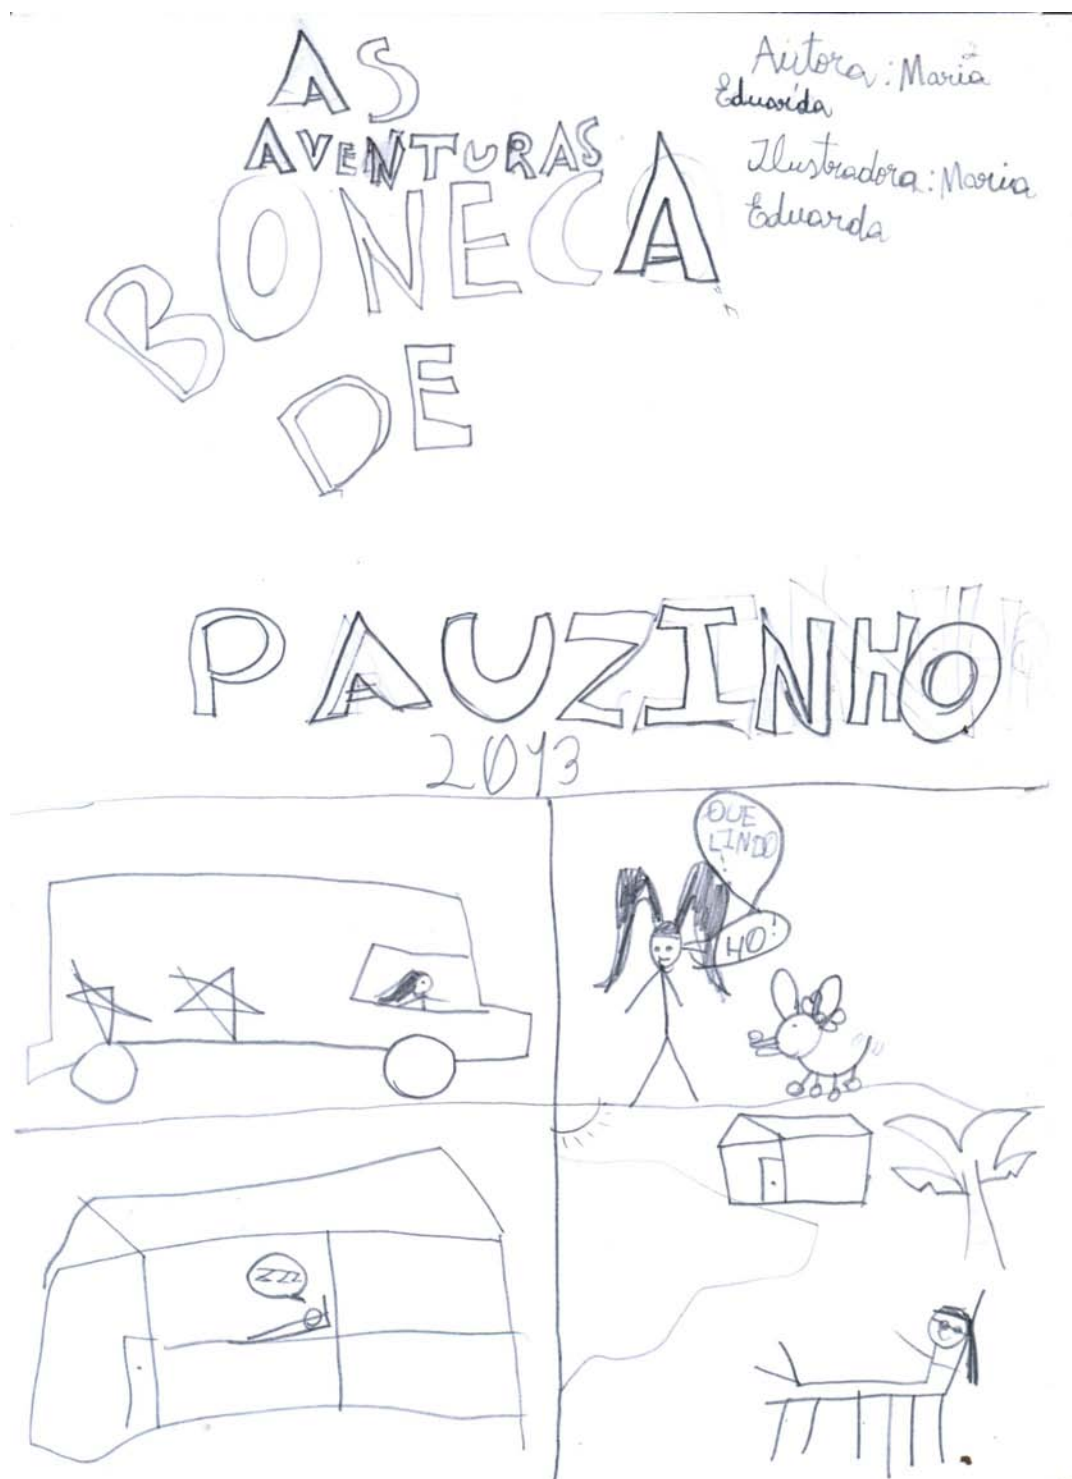 AS
AVENTURAS
BONECA
DE
PAUZINHO
2013
Autora: Maria
Eduarda
Ilustradora: Maria
Eduarda
QUE
LINDO
!
HO!
ZZZ